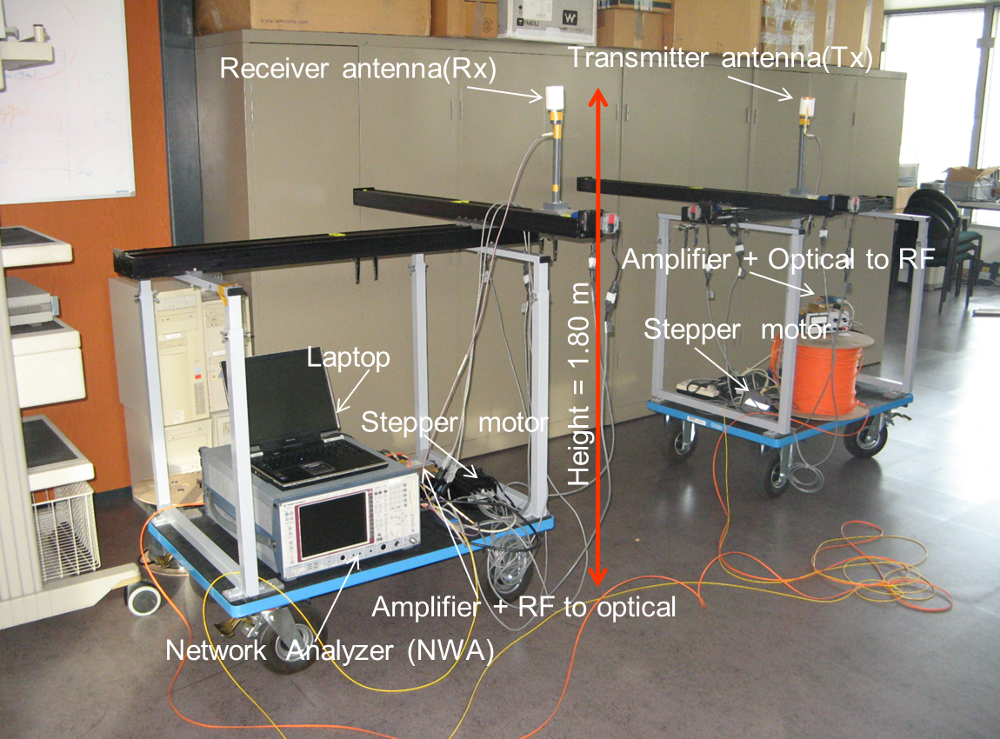 Receiver antenna(Rx)
Transmitter antenna(Tx)
Amplifier + Optical to RF
Stepper motor
Laptop
Stepper motor
Height = 1.80 m
Amplifier + RF to optical
Network Analyzer (NWA)